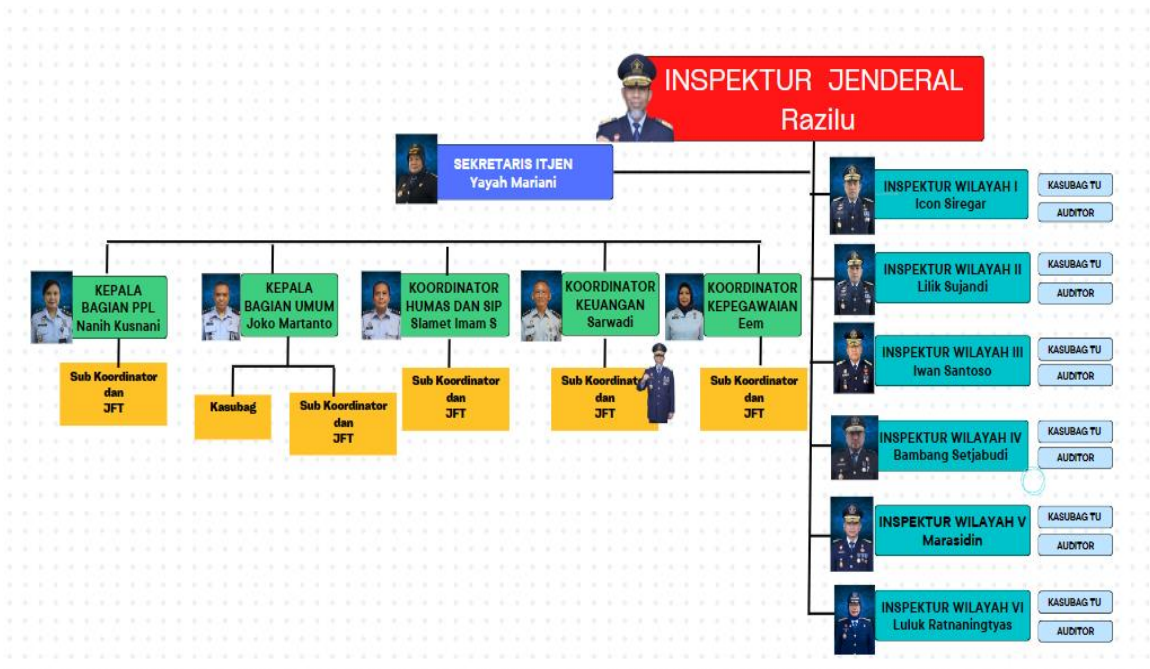 INSPEKTUR JENDERAL
Razilu
SEKRETARIS ITJEN
Yayah Mariani
KEPALA
BAGIAN PPL
Nanih Kusnani
Sub Koordinator
dan
JFT
KEPALA
BAGIAN UMUM
Joko Martanto
Kasubag
Sub Koordinator
dan
JFT
KOORDINATOR
HUMAS DAN SIP
Slamet Imam S
Sub Koordinator
dan
JFT
KOORDINATOR
KEUANGAN
Sarwadi
Sub Koordinator
dan
JFT
KOORDINATOR
KEPEGAWAIAN
Eem
Sub Koordinator
dan
JFT
INSPEKTUR WILAYAH I
Icon Siregar
KASUBAG TU
AUDITOR
INSPEKTUR WILAYAH II
Lilik Sujandi
KASUBAG TU
AUDITOR
INSPEKTUR WILAYAH III
Iwan Santoso
KASUBAG TU
AUDITOR
INSPEKTUR WILAYAH IV
Bambang Setjabudi
KASUBAG TU
AUDITOR
INSPEKTUR WILAYAH V
Marasidin
KASUBAG TU
AUDITOR
INSPEKTUR WILAYAH VI
Luluk Ratnaningtyas
KASUBAG TU
AUDITOR